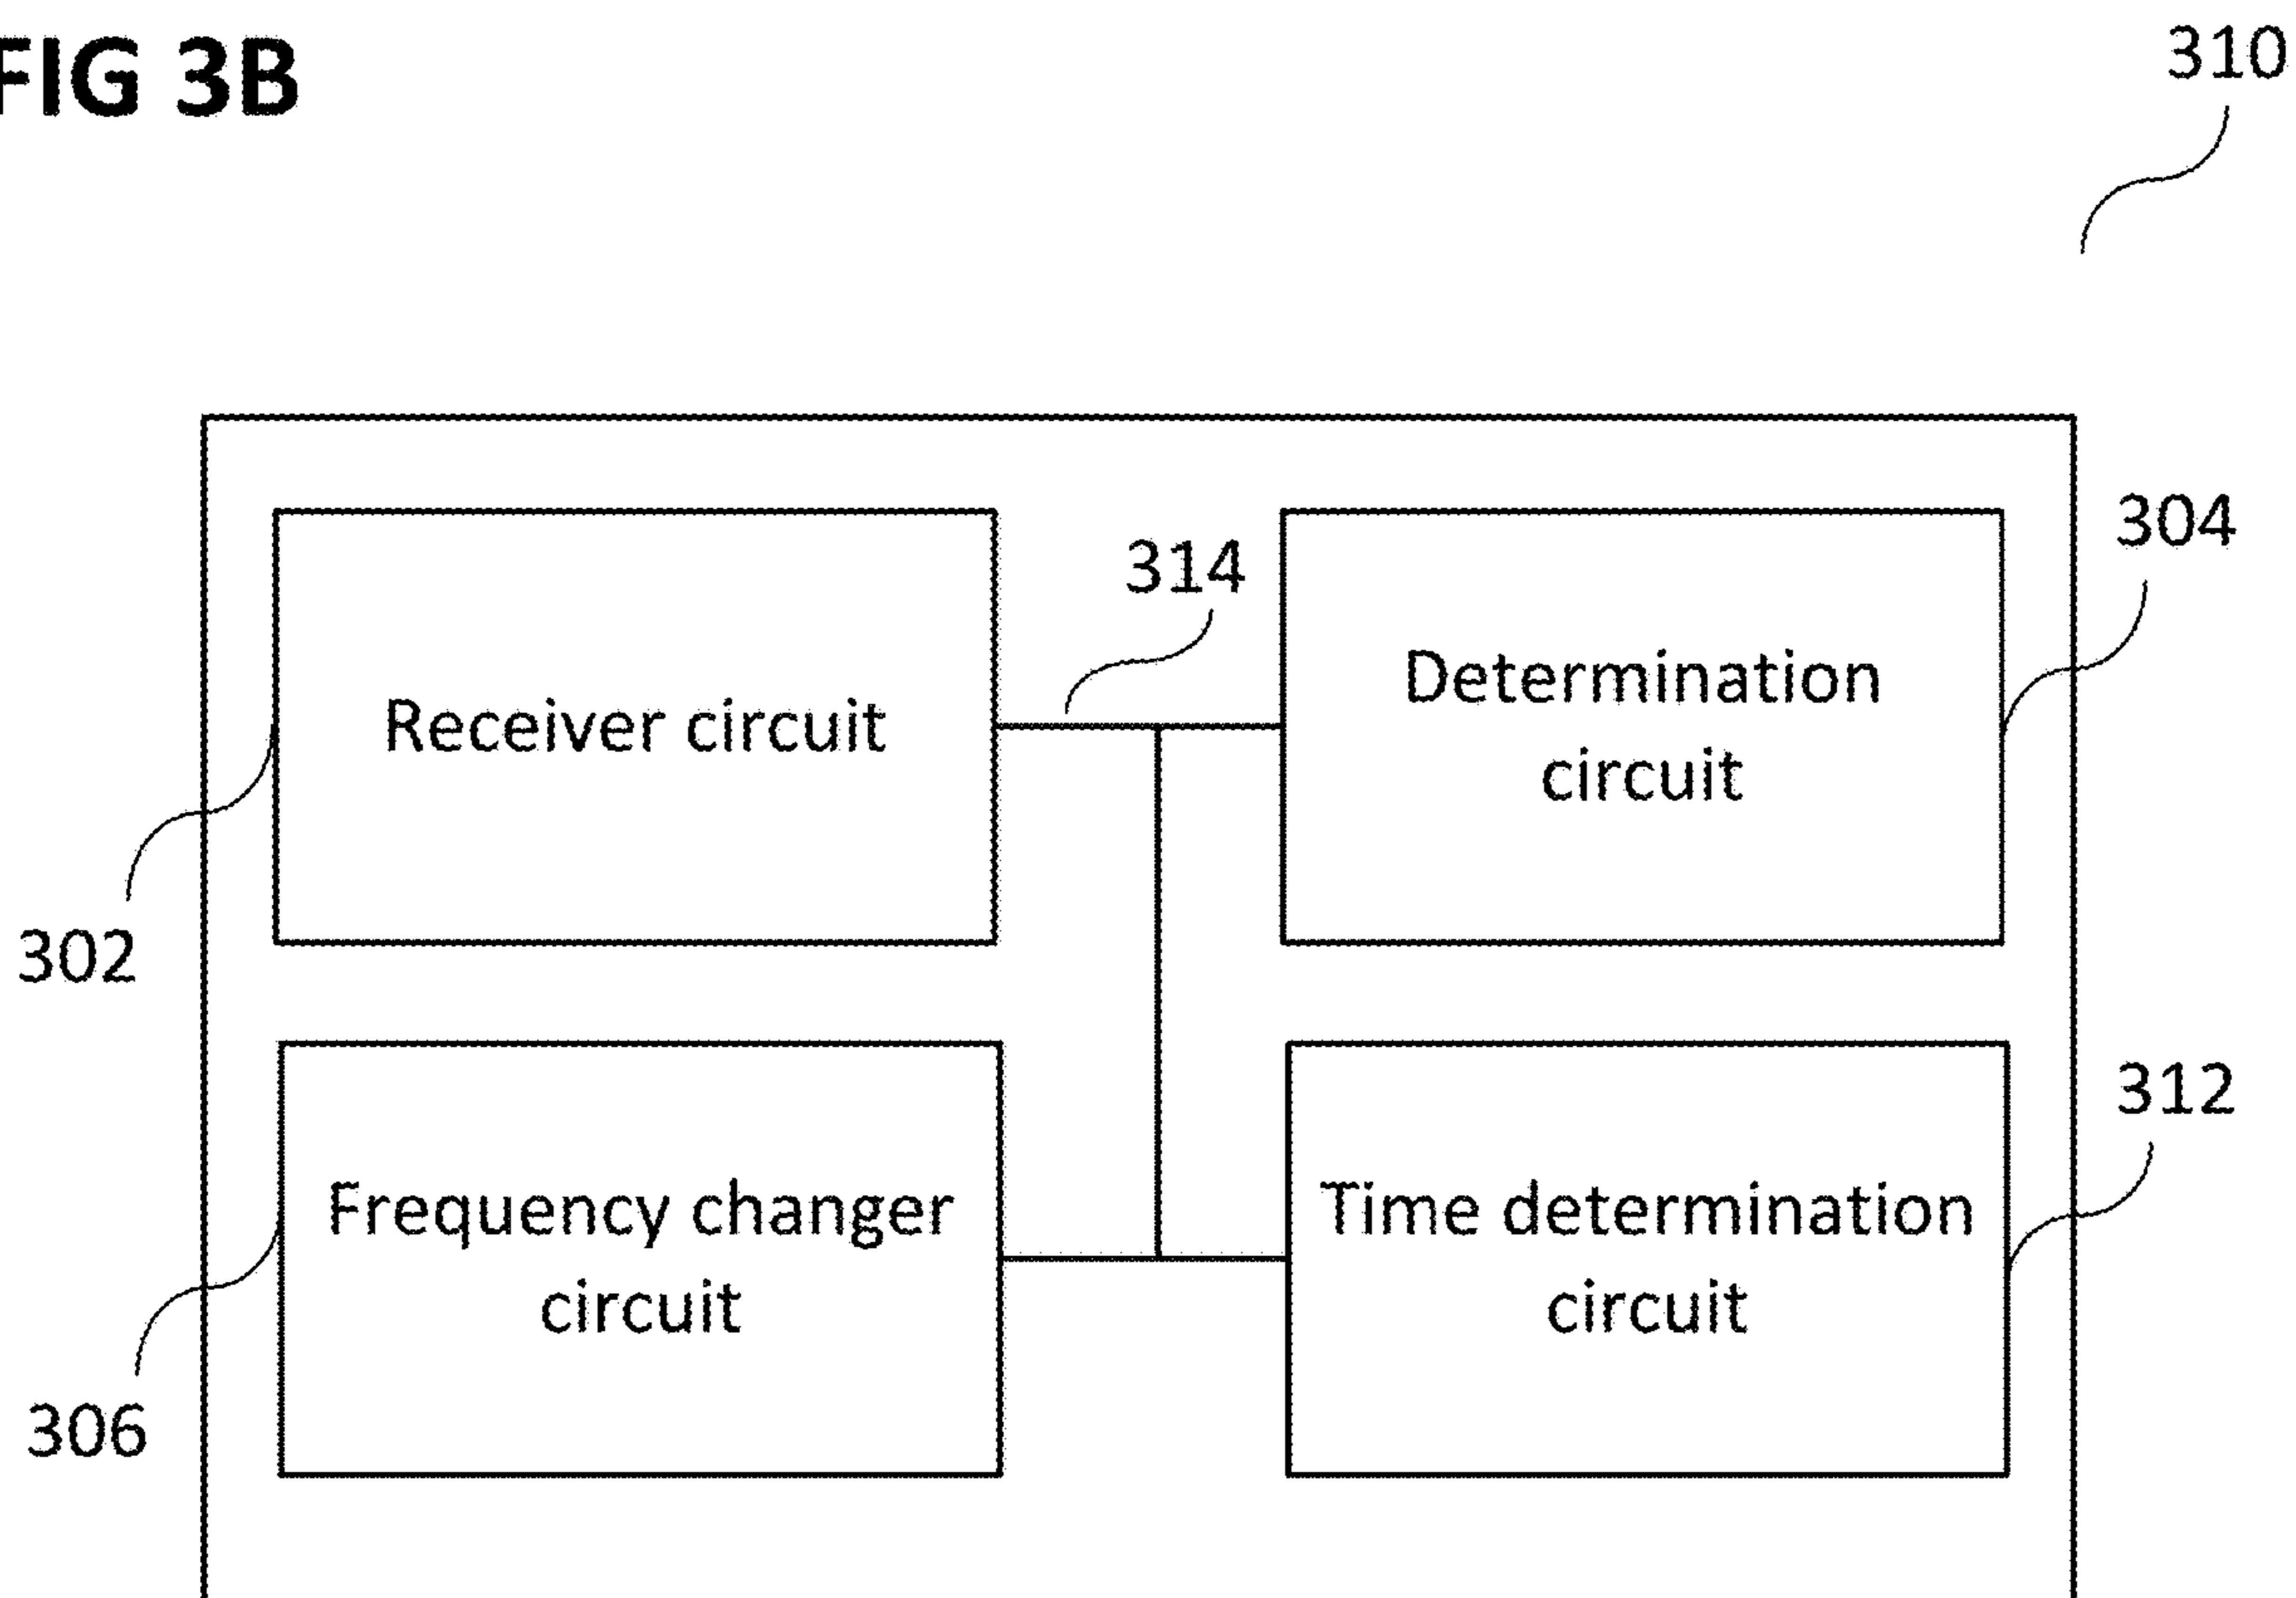 FIG 3B
310
304
314
Receiver circuit
Determination
circuit
302
312
Frequency changer
circuit
Time determination
circuit
306